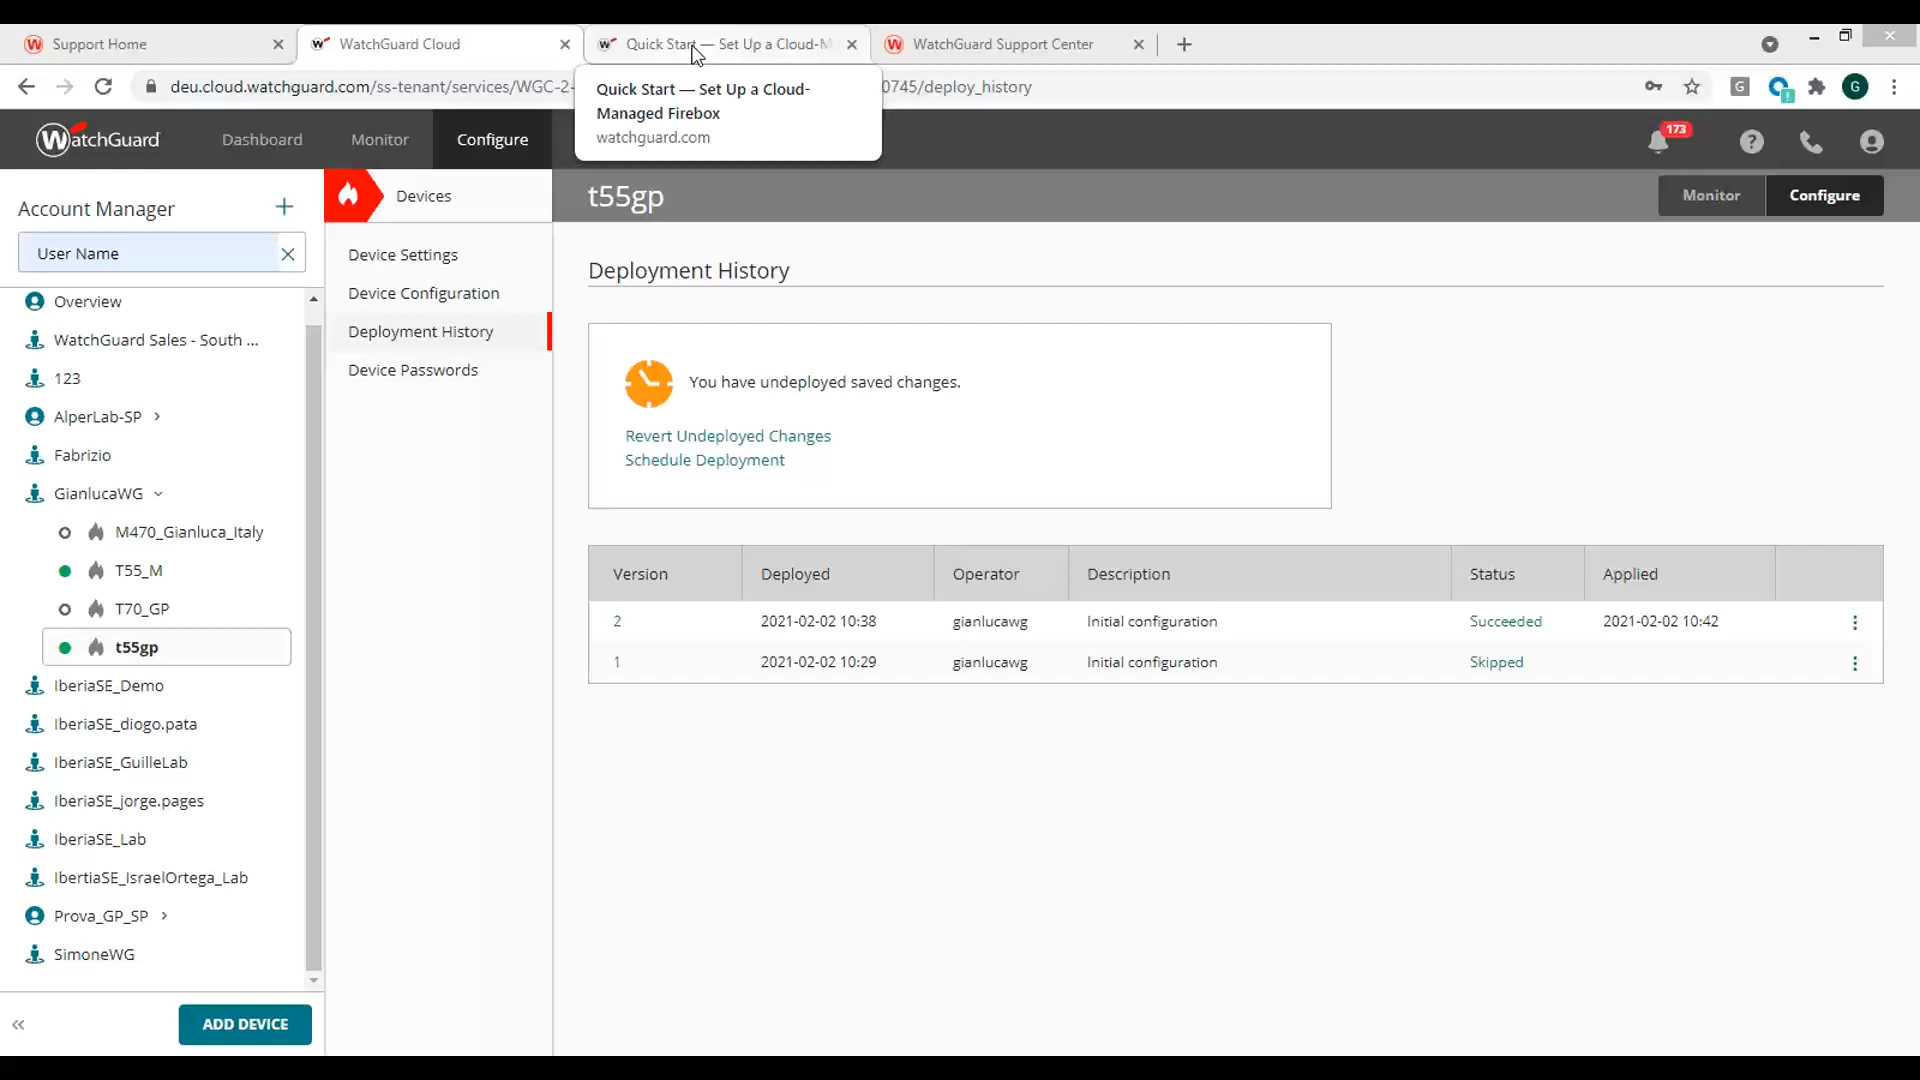 Support Home
WatchGuard Cloud
Quick Start — Set Up a Cloud-M
WatchGuard Support Center
deu.cloud.watchguard.com/ss-tenant/services/WGC-2-
0745/deploy_history
G
G
Quick Start — Set Up a Cloud-
Managed Firebox
watchguard.com
WatchGuard
Dashboard
Monitor
Configure
173
Account Manager
User Name
Overview
WatchGuard Sales - South ...
123
AlperLab-SP
Fabrizio
GianlucaWG
M470_Gianluca_Italy
T55_M
T70_GP
t55gp
IberiaSE_Demo
IberiaSE_diogo.pata
IberiaSE_GuilleLab
IberiaSE_jorge.pages
IberiaSE_Lab
IbertiaSE_IsraelOrtega_Lab
Prova_GP_SP
SimoneWG
ADD DEVICE
Devices
Device Settings
Device Configuration
Deployment History
Device Passwords
t55gp
Monitor
Configure
Deployment History
You have undeployed saved changes.
Revert Undeployed Changes
Schedule Deployment
Version Deployed Operator Description Status Applied
2 2021-02-02 10:38 gianlucawg Initial configuration Succeeded 2021-02-02 10:42
1 2021-02-02 10:29 gianlucawg Initial configuration Skipped